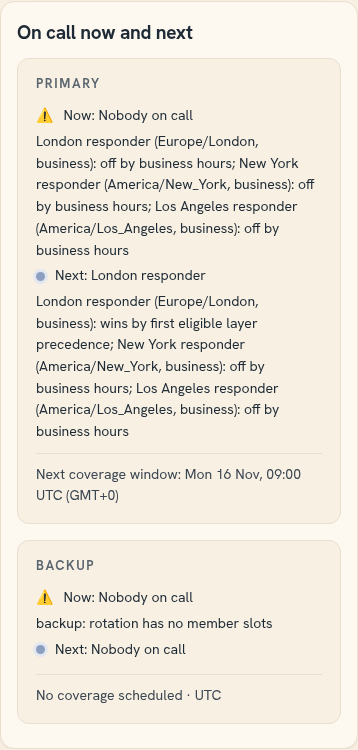 On call now and next
PRIMARY
⚠️ Now: Nobody on call
London responder (Europe/London,
business): off by business hours; New York
responder (America/New_York, business): off
by business hours; Los Angeles responder
(America/Los_Angeles, business): off by
business hours
Next: London responder
London responder (Europe/London,
business): wins by first eligible layer
precedence; New York responder
(America/New_York, business): off by
business hours; Los Angeles responder
(America/Los_Angeles, business): off by
business hours
Next coverage window: Mon 16 Nov, 09:00
UTC (GMT+0)
BACKUP
⚠️ Now: Nobody on call
backup: rotation has no member slots
Next: Nobody on call
No coverage scheduled · UTC